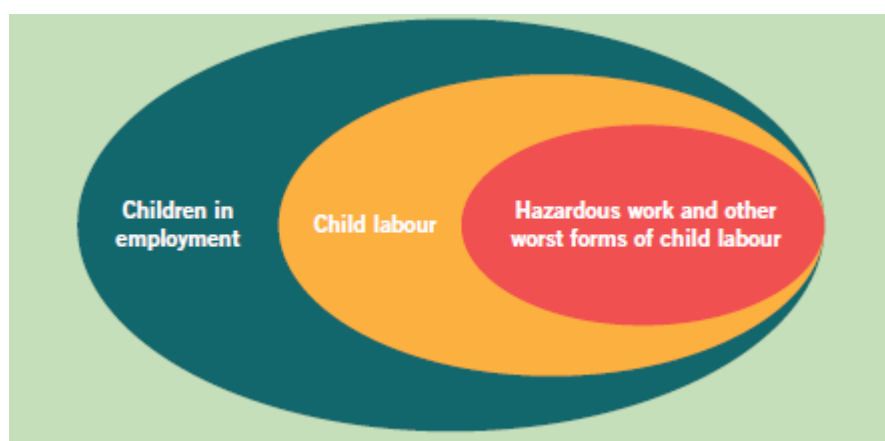 Children in
employment
Child labour
Hazardous work and other
worst forms of child labour